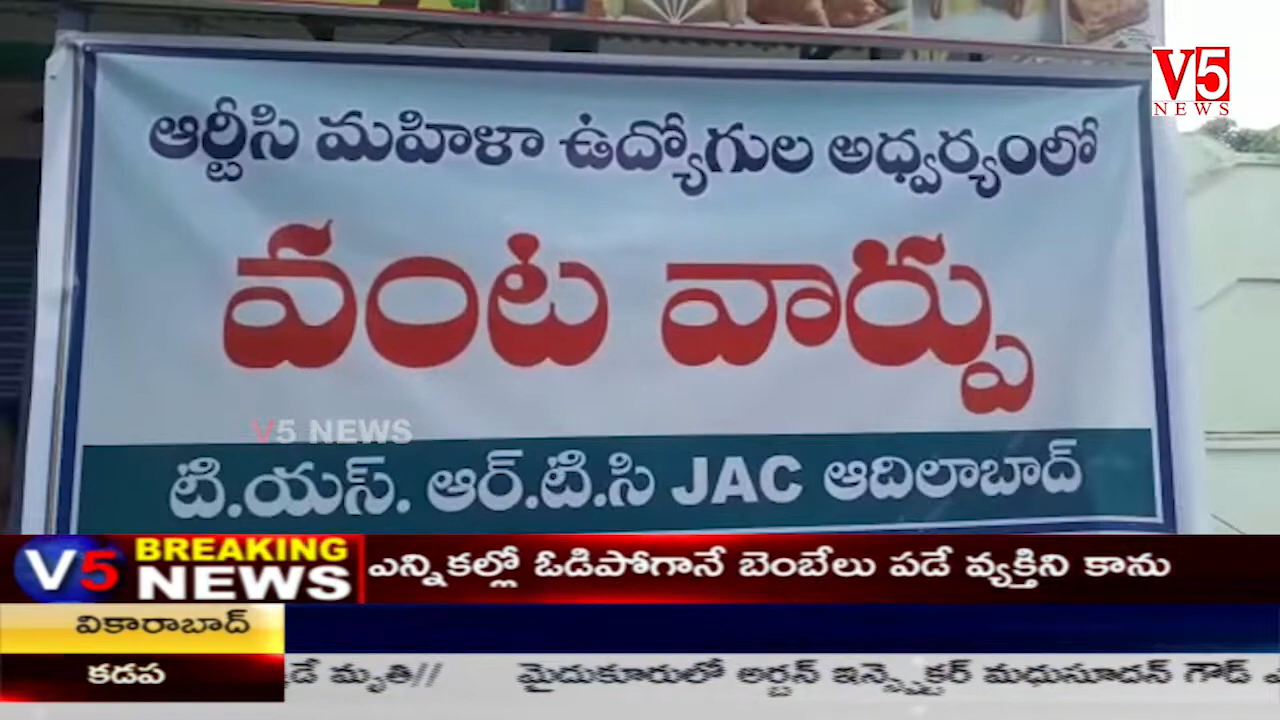 V5
NEWS
ఆర్టీసి మహిళా ఉద్యోగుల అధ్వర్యంలో
వంట వార్పు
V5 NEWS
టి.యస్. ఆర్.టి.సి JAC ఆదిలాబాద్
V5 BREAKING NEWS
ఎన్నికల్లో ఓడిపోగానే బెంబేలు పడే వ్యక్తిని కాను
వికారాబాద్
కడప
మృతి// మైదుకూరులో అర్బన్ ఇన్స్పెక్టర్ మధుసూదన్ గౌడ్